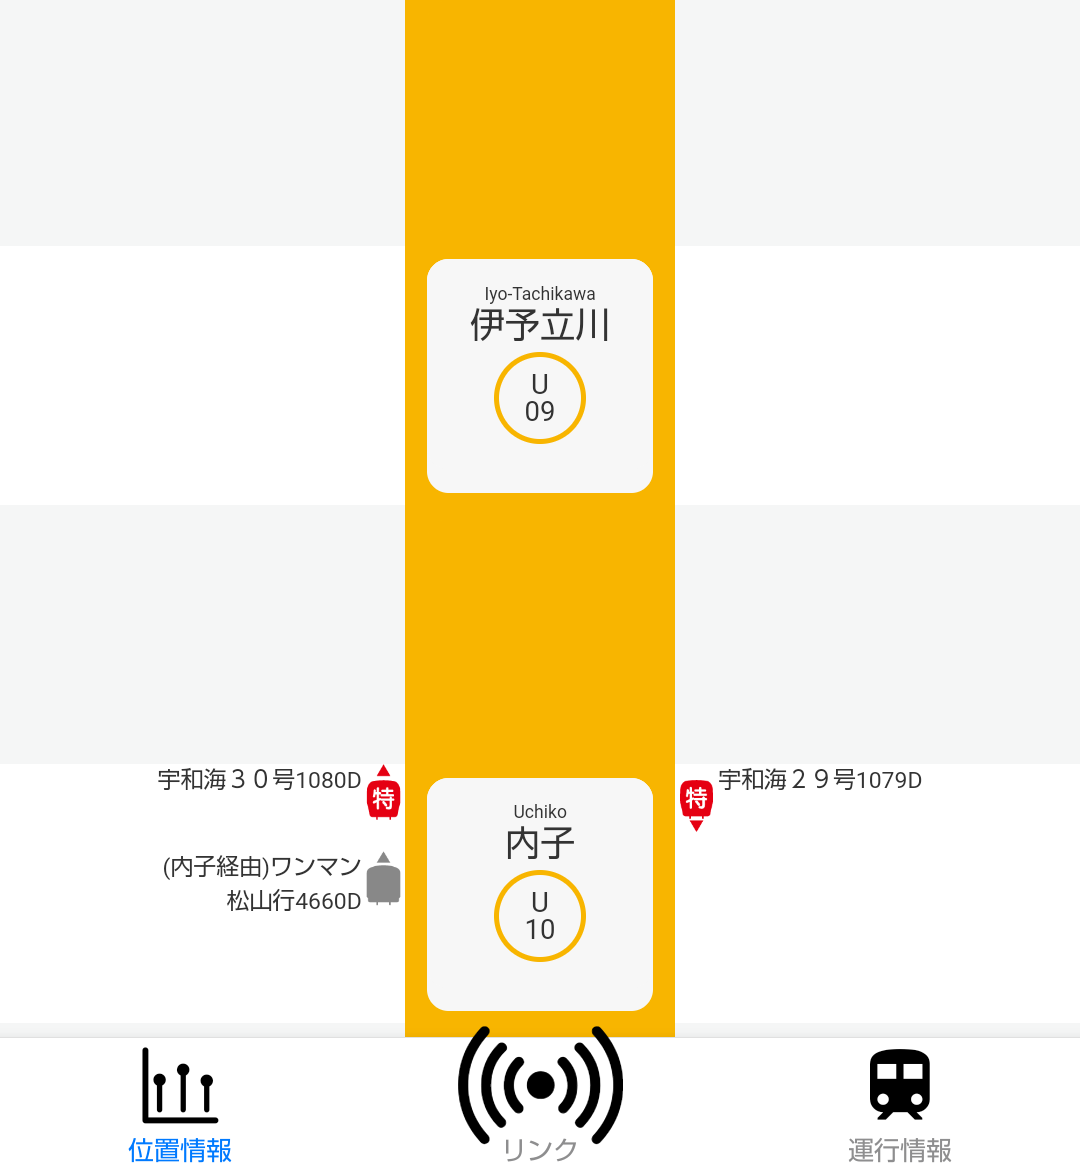 Iyo-Tachikawa
伊予立川
U
09
宇和海３０号1080D
特
特
宇和海２９号1079D
Uchiko
内子
U
10
(内子経由)ワンマン
松山行4660D
位置情報
リンク
運行情報